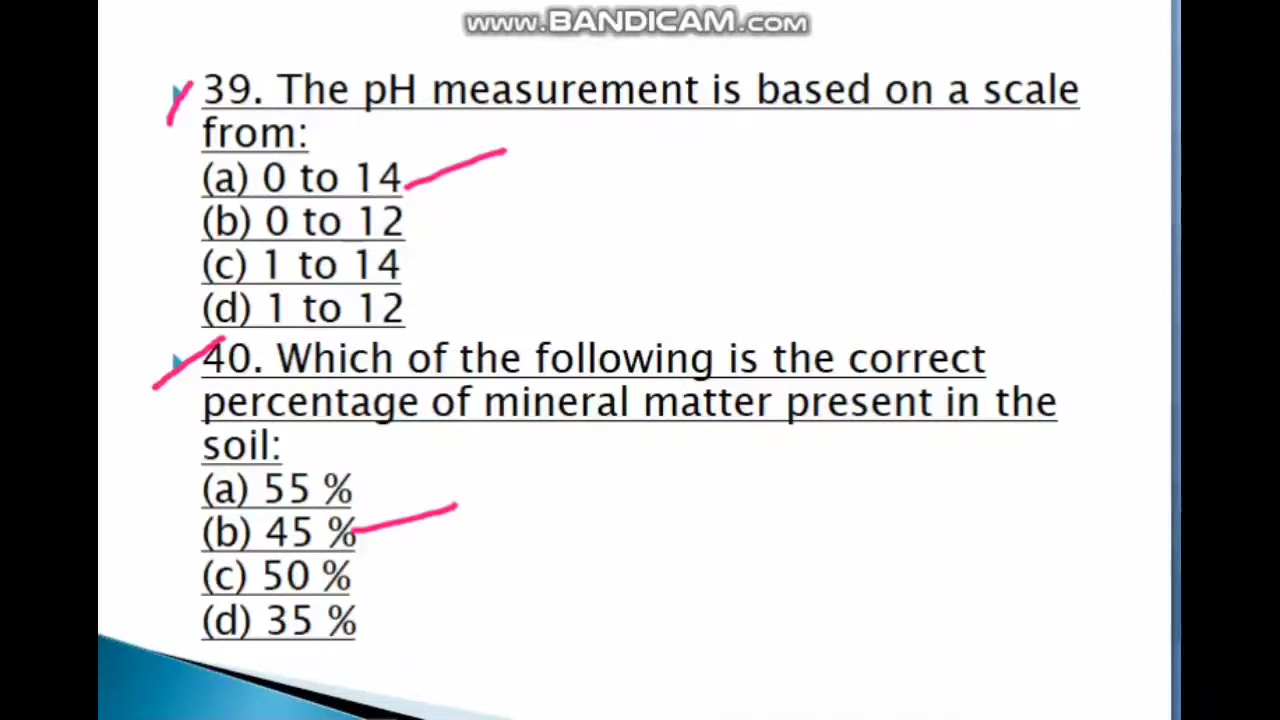 www.BANDICAM.com
39. The pH measurement is based on a scale
from:
(a) 0 to 14
(b) 0 to 12
(c) 1 to 14
(d) 1 to 12
40. Which of the following is the correct
percentage of mineral matter present in the
soil:
(a) 55 %
(b) 45 %
(c) 50 %
(d) 35 %